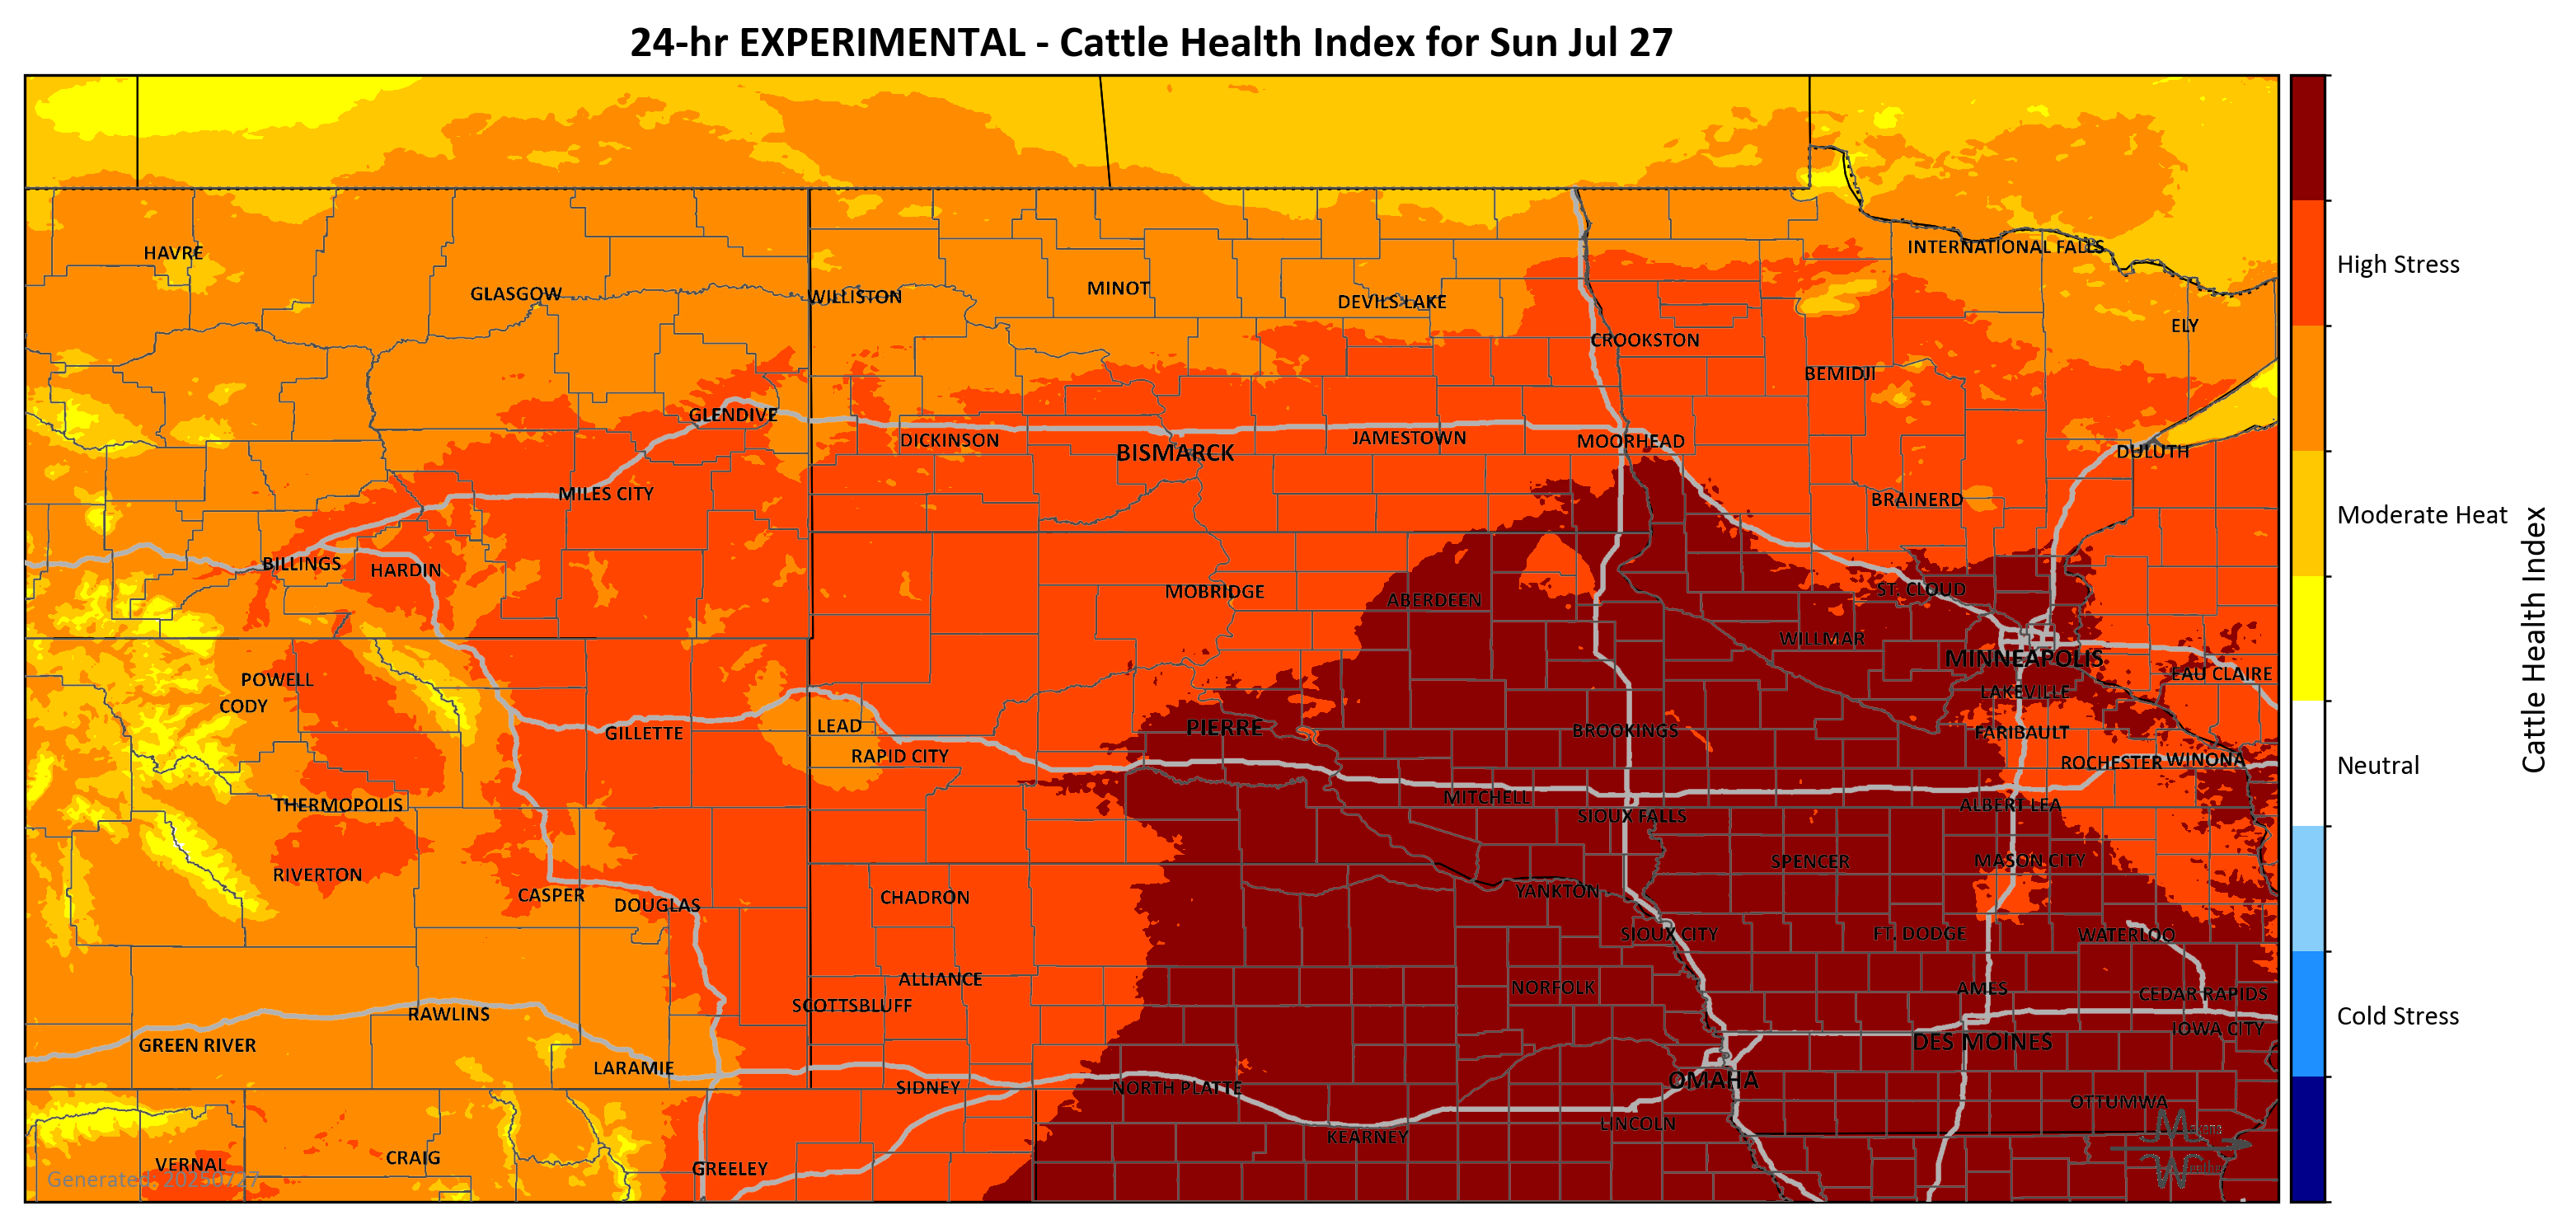 24-hr EXPERIMENTAL - Cattle Health Index for Sun Jul 27
HAVRE
INTERNATIONAL FALLS
GLASGOW
WILLISTON
MINOT
DEVILS LAKE
ELY
CROOKSTON
BEMIDJI
GLENDIVE
DICKINSON
BISMARCK
JAMESTOWN
MOORHEAD
DULUTH
MILES CITY
BRAINERD
BILLINGS
HARDIN
MOBRIDGE
ABERDEEN
ST. CLOUD
WILLMAR
MINNEAPOLIS
POWELL
EAU CLAIRE
CODY
LAKEVILLE
LEAD
PIERRE
BROOKINGS
GILLETTE
FARIBAULT
RAPID CITY
ROCHESTER
WINONA
THERMOPOLIS
MITCHELL
ALBERT LEA
SIOUX FALLS
RIVERTON
SPENCER
MASON CITY
CASPER
DOUGLAS
CHADRON
YANKTON
SIOUX CITY
FT. DODGE
WATERLOO
ALLIANCE
NORFOLK
AMES
CEDAR RAPIDS
SCOTTSBLUFF
RAWLINS
IOWA CITY
GREEN RIVER
DES MOINES
LARAMIE
SIDNEY
NORTH PLATTE
OMAHA
OTTUMWA
LINCOLN
KEARNEY
VERNAL
CRAIG
GREELEY
Generated: 20250727
High Stress
Moderate Heat
Neutral
Cold Stress
Cattle Health Index